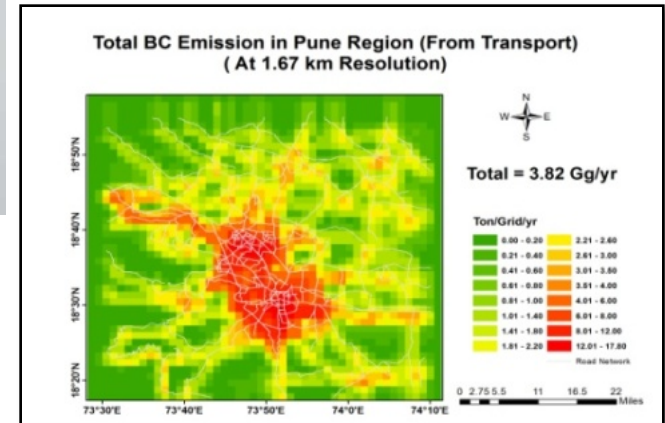 Total BC Emission in Pune Region (From Transport)
( At 1.67 km Resolution)
N
W E
S
Total = 3.82 Gg/yr
Ton/Grid/yr
0.00 - 0.20 2.21 - 2.60
0.21 - 0.40 2.61 - 3.00
0.41 - 0.60 3.01 - 3.50
0.61 - 0.80 3.51 - 4.00
0.81 - 1.00 4.01 - 6.00
1.01 - 1.40 6.01 - 8.00
1.41 - 1.80 8.01 - 12.00
1.81 - 2.20 12.01 - 17.80
Road Network
18°50'N
18°40'N
18°30'N
18°20'N
73°30'E 73°40'E 73°50'E 74°0'E 74°10'E
0 2.75 5.5 11 16.5 22
Miles